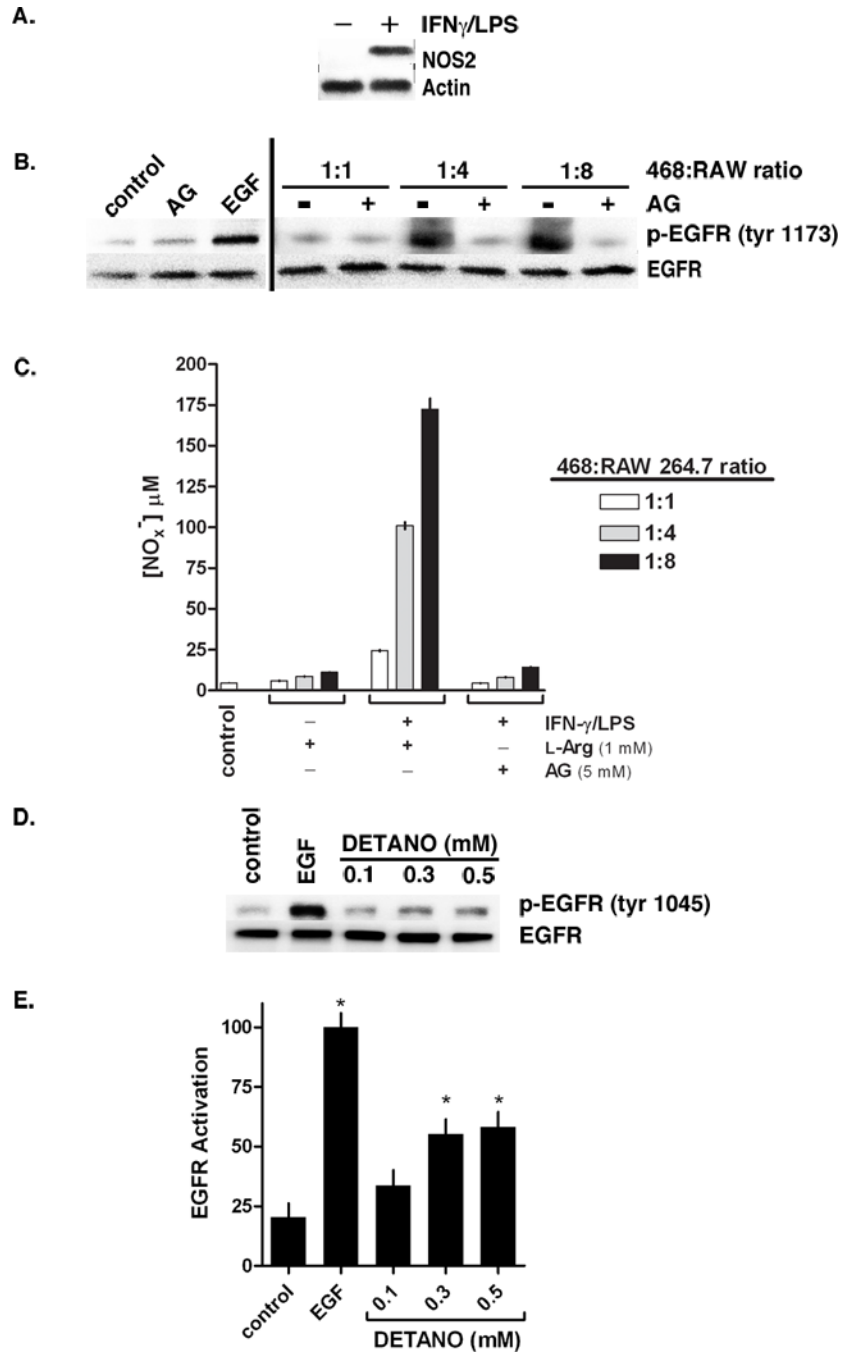 A.
− + IFNγ/LPS
NOS2
Actin
B.
control AG EGF
1:1 1:4 1:8 468:RAW ratio
- + - + - + AG
p-EGFR (tyr 1173)
EGFR
C.
200
175
150
125
100
75
50
25
0
[NOx-] μM
468:RAW 264.7 ratio
1:1
1:4
1:8
control
− + + IFN-γ/LPS
+ + − L-Arg (1 mM)
− − + AG (5 mM)
D.
control EGF DETANO (mM)
0.1 0.3 0.5
p-EGFR (tyr 1045)
EGFR
E.
100
75
50
25
0
EGFR Activation
* * *
control EGF 0.1 0.3 0.5
DETANO (mM)